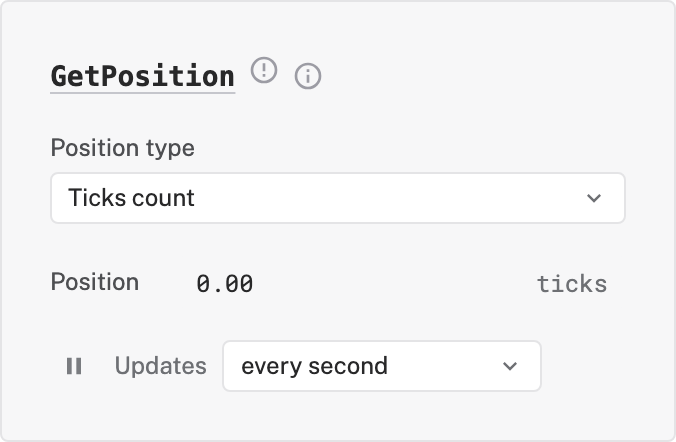 GetPosition
Position type
Ticks count
Position 0.00 ticks
Updates every second